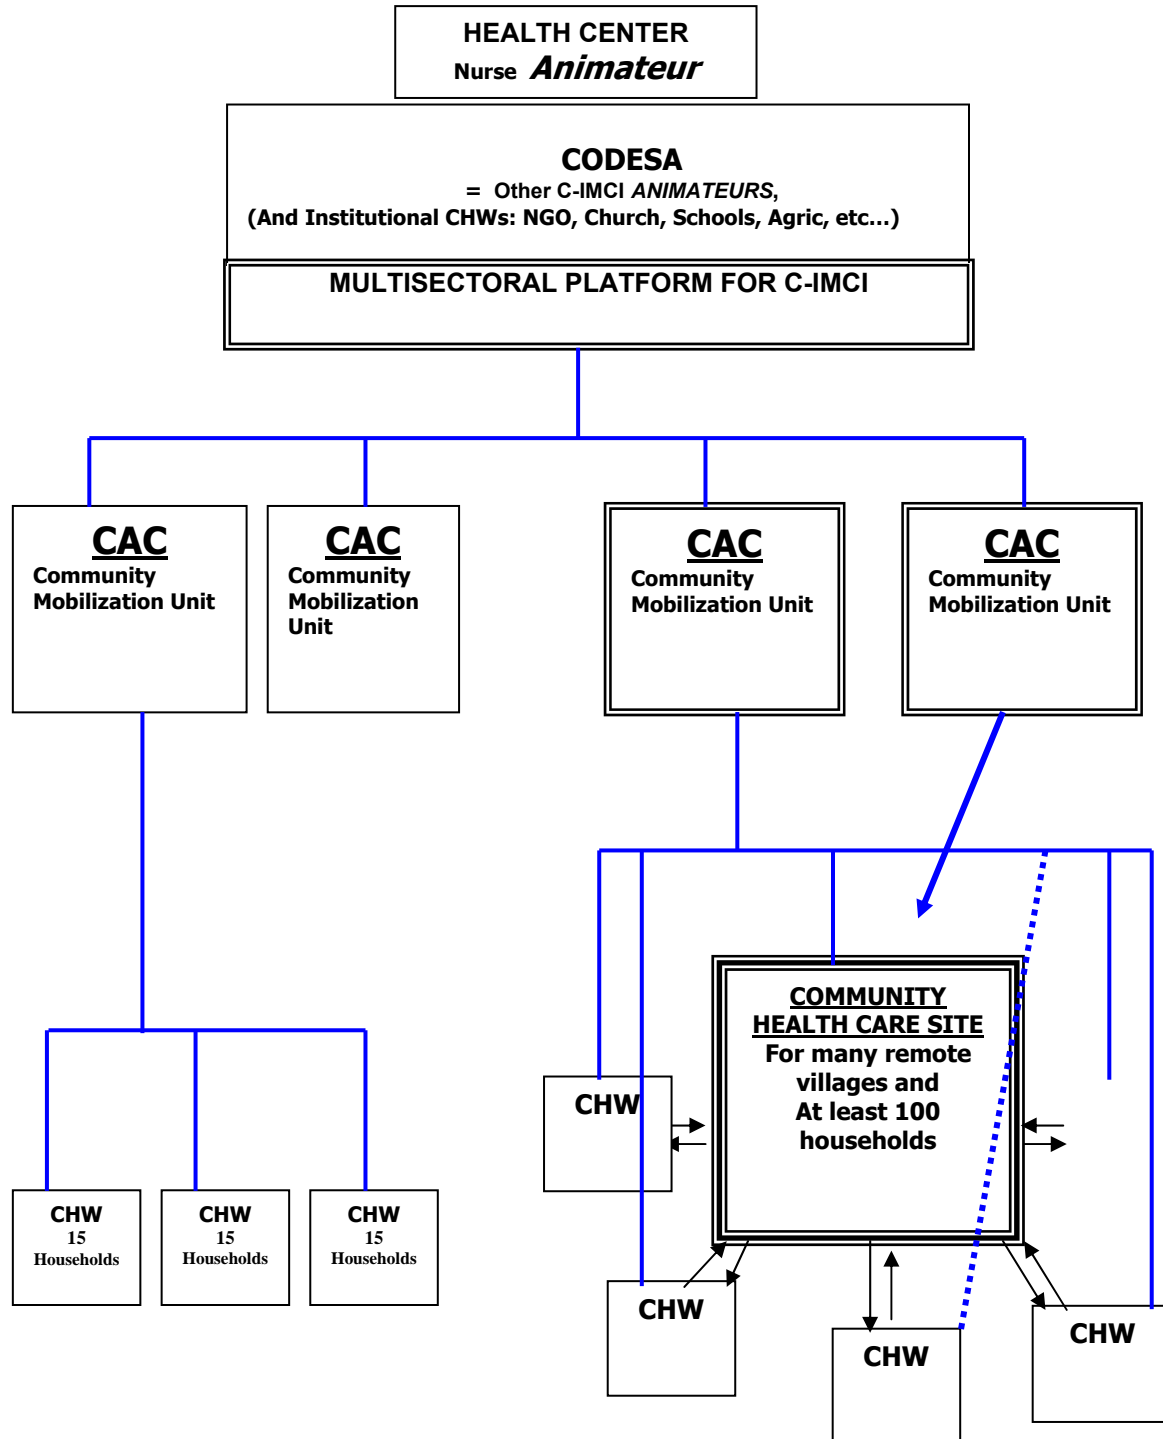 HEALTH CENTER
Nurse Animateur
CODESA
= Other C-IMCI ANIMATEURS,
(And Institutional CHWs: NGO, Church, Schools, Agric, etc…)
MULTISECTORAL PLATFORM FOR C-IMCI
CAC
Community
Mobilization Unit
CAC
Community
Mobilization
Unit
CAC
Community
Mobilization Unit
CAC
Community
Mobilization Unit
COMMUNITY
HEALTH CARE SITE
For many remote
villages and
At least 100
households
CHW
CHW
15
Households
CHW
15
Households
CHW
15
Households
CHW
CHW
CHW